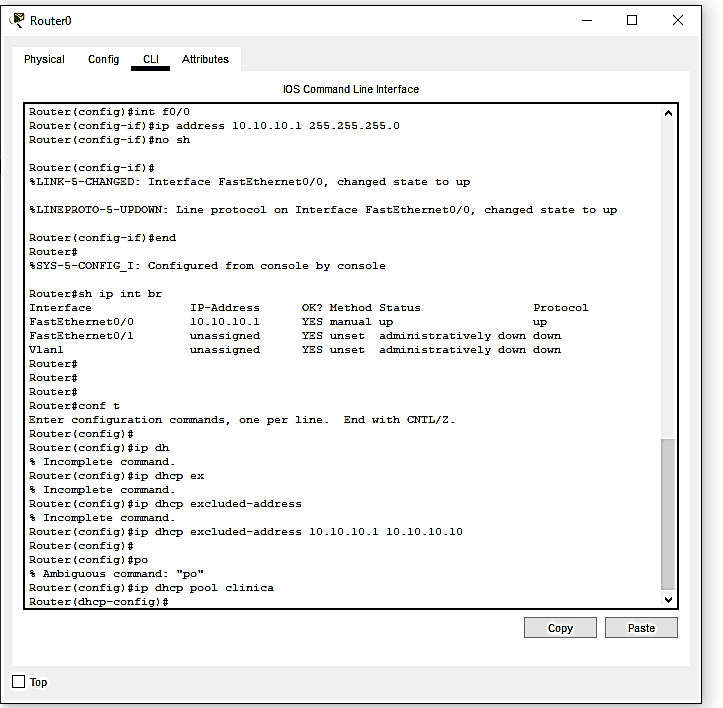 Router0
Physical Config CLI Attributes
IOS Command Line Interface
Router(config)#int f0/0
Router(config-if)#ip address 10.10.10.1 255.255.255.0
Router(config-if)#no sh
Router(config-if)#
%LINK-5-CHANGED: Interface FastEthernet0/0, changed state to up
%LINEPROTO-5-UPDOWN: Line protocol on Interface FastEthernet0/0, changed state to up
Router(config-if)#end
Router#
%SYS-5-CONFIG_I: Configured from console by console
Router#sh ip int br
Interface IP-Address OK? Method Status Protocol
FastEthernet0/0 10.10.10.1 YES manual up up
FastEthernet0/1 unassigned YES unset administratively down down
Vlan1 unassigned YES unset administratively down down
Router#
Router#
Router#
Router#conf t
Enter configuration commands, one per line. End with CNTL/Z.
Router(config)#
Router(config)#ip dh
% Incomplete command.
Router(config)#ip dhcp ex
% Incomplete command.
Router(config)#ip dhcp excluded-address
% Incomplete command.
Router(config)#ip dhcp excluded-address 10.10.10.1 10.10.10.10
Router(config)#
Router(config)#po
% Ambiguous command: "po"
Router(config)#ip dhcp pool clinica
Router(dhcp-config)#
Copy Paste
Top